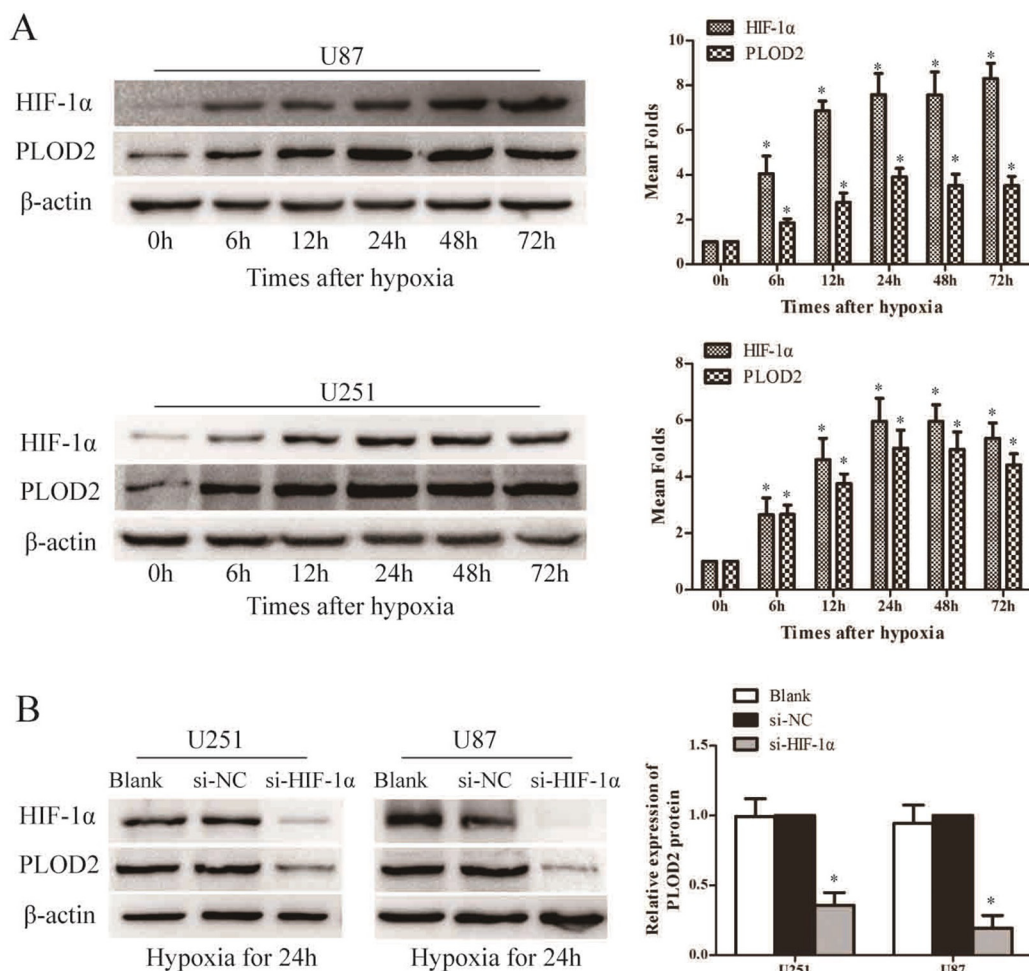 A
U87
HIF-1α
PLOD2
β-actin
0h 6h 12h 24h 48h 72h
Times after hypoxia
HIF-1α
PLOD2
Mean Folds
10
8
6
4
2
0
* * * * * * * * * *
0h 6h 12h 24h 48h 72h
Times after hypoxia
U251
HIF-1α
PLOD2
β-actin
0h 6h 12h 24h 48h 72h
Times after hypoxia
HIF-1α
PLOD2
Mean Folds
8
6
4
2
0
* * * * * * * * * *
0h 6h 12h 24h 48h 72h
Times after hypoxia
B
U251
Blank si-NC si-HIF-1α
U87
Blank si-NC si-HIF-1α
HIF-1α
PLOD2
β-actin
Hypoxia for 24h
Hypoxia for 24h
Blank
si-NC
si-HIF-1α
Relative expression of
PLOD2 protein
1.5
1.0
0.5
0.0
* *
U251 U87